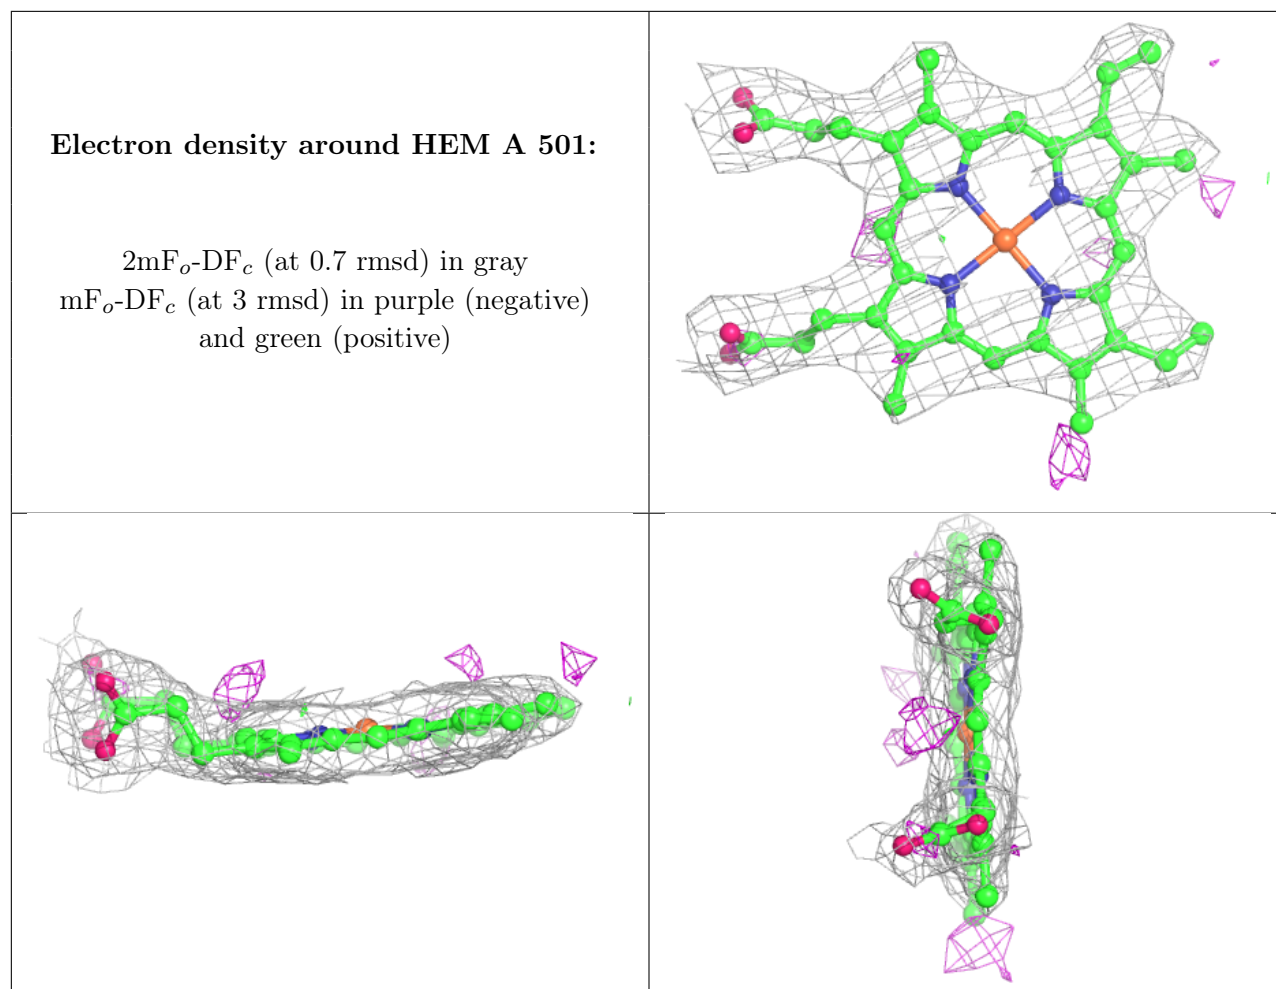 Electron density around HEM A 501:
2mFo-DFc (at 0.7 rmsd) in gray
mFo-DFc (at 3 rmsd) in purple (negative)
and green (positive)